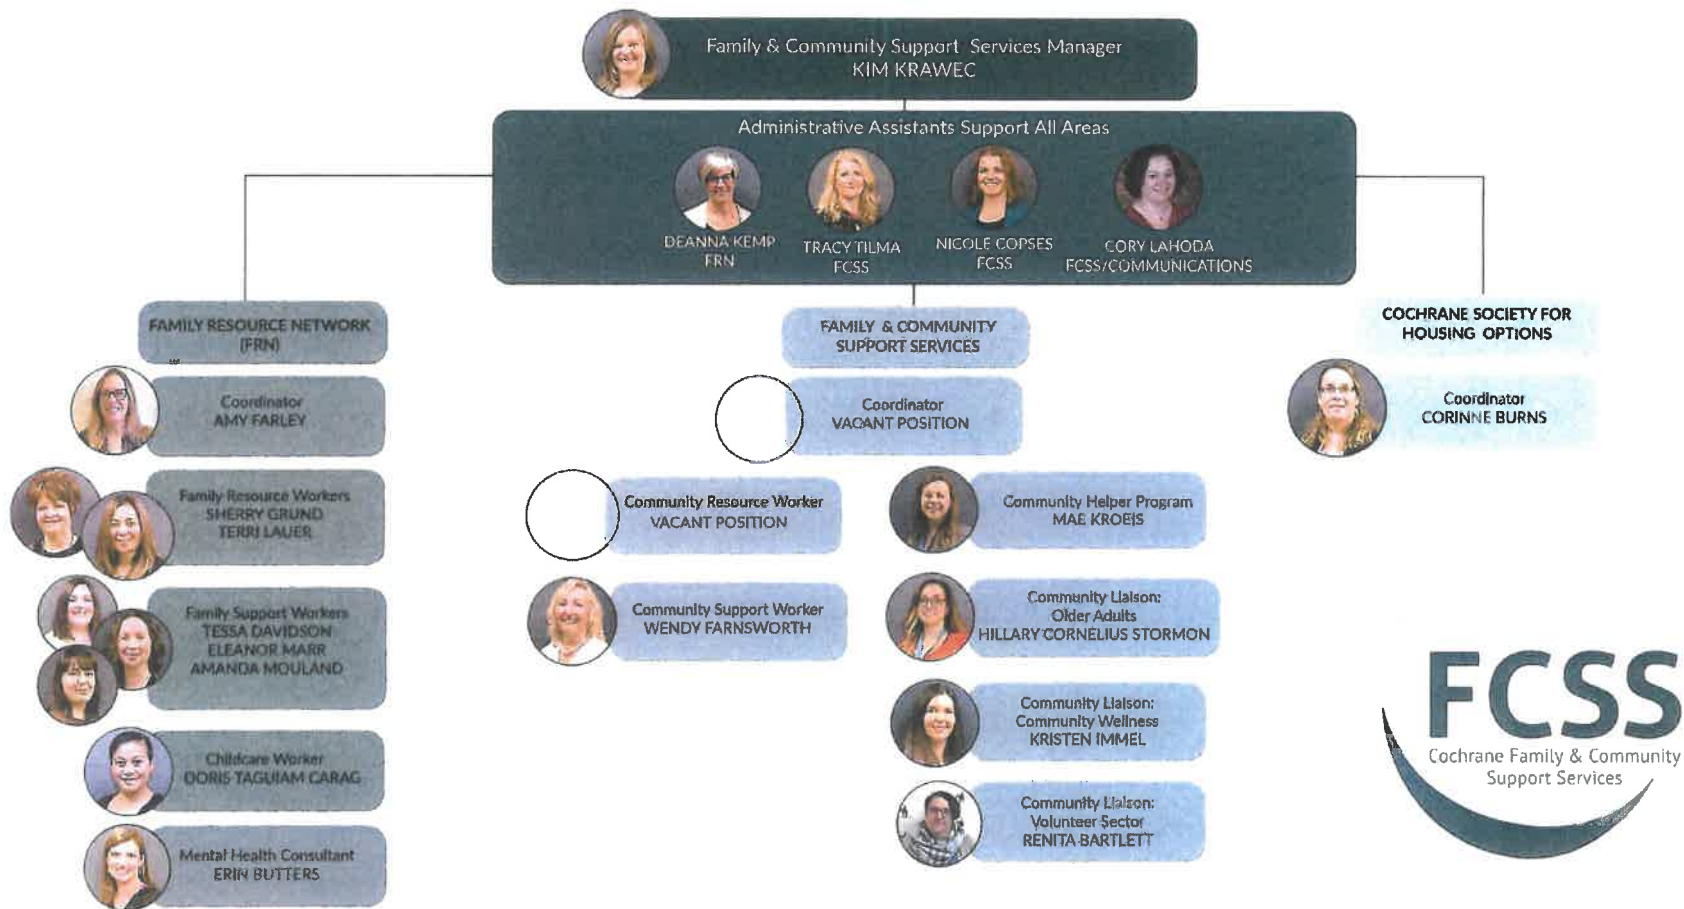 Family & Community Support Services Manager
KIM KRAWEC
Administrative Assistants Support All Areas
DEANNA KEMP
FRN
TRACY TILMA
FCSS
NICOLE COPSES
FCSS
CORY LAHODA
FCSS/COMMUNICATIONS
FAMILY RESOURCE NETWORK
(FRN)
Coordinator
AMY FARLEY
Family Resource Workers
SHERRY GRUND
TERRI LAUER
Family Support Workers
TESSA DAVIDSON
ELEANOR MARR
AMANDA MOULAND
Childcare Worker
DORIS TAGUIAM CARAG
Mental Health Consultant
ERIN BUTTERS
FAMILY & COMMUNITY
SUPPORT SERVICES
Coordinator
VACANT POSITION
Community Resource Worker
VACANT POSITION
Community Support Worker
WENDY FARNSWORTH
Community Helper Program
MAE KROEIS
Community Liaison:
Older Adults
HILLARY CORNELIUS STORMON
Community Liaison:
Community Wellness
KRISTEN IMMEL
Community Liaison:
Volunteer Sector
RENITA BARTLETT
COCHRANE SOCIETY FOR
HOUSING OPTIONS
Coordinator
CORINNE BURNS
FCSS
Cochrane Family & Community
Support Services